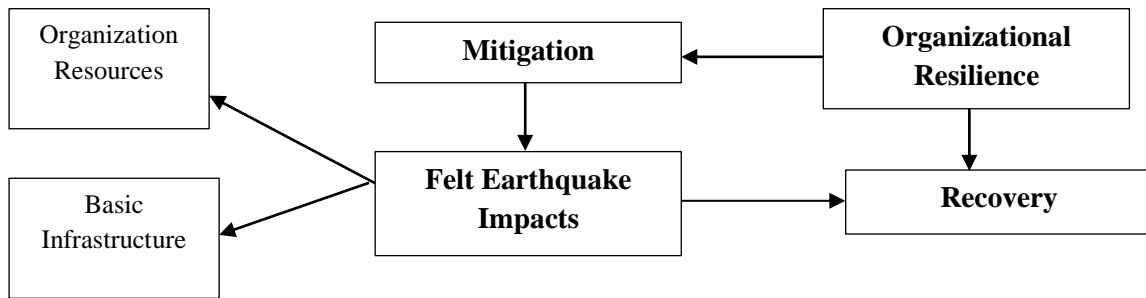 Organization
Resources
Mitigation
Organizational
Resilience
Basic
Infrastructure
Felt Earthquake
Impacts
Recovery